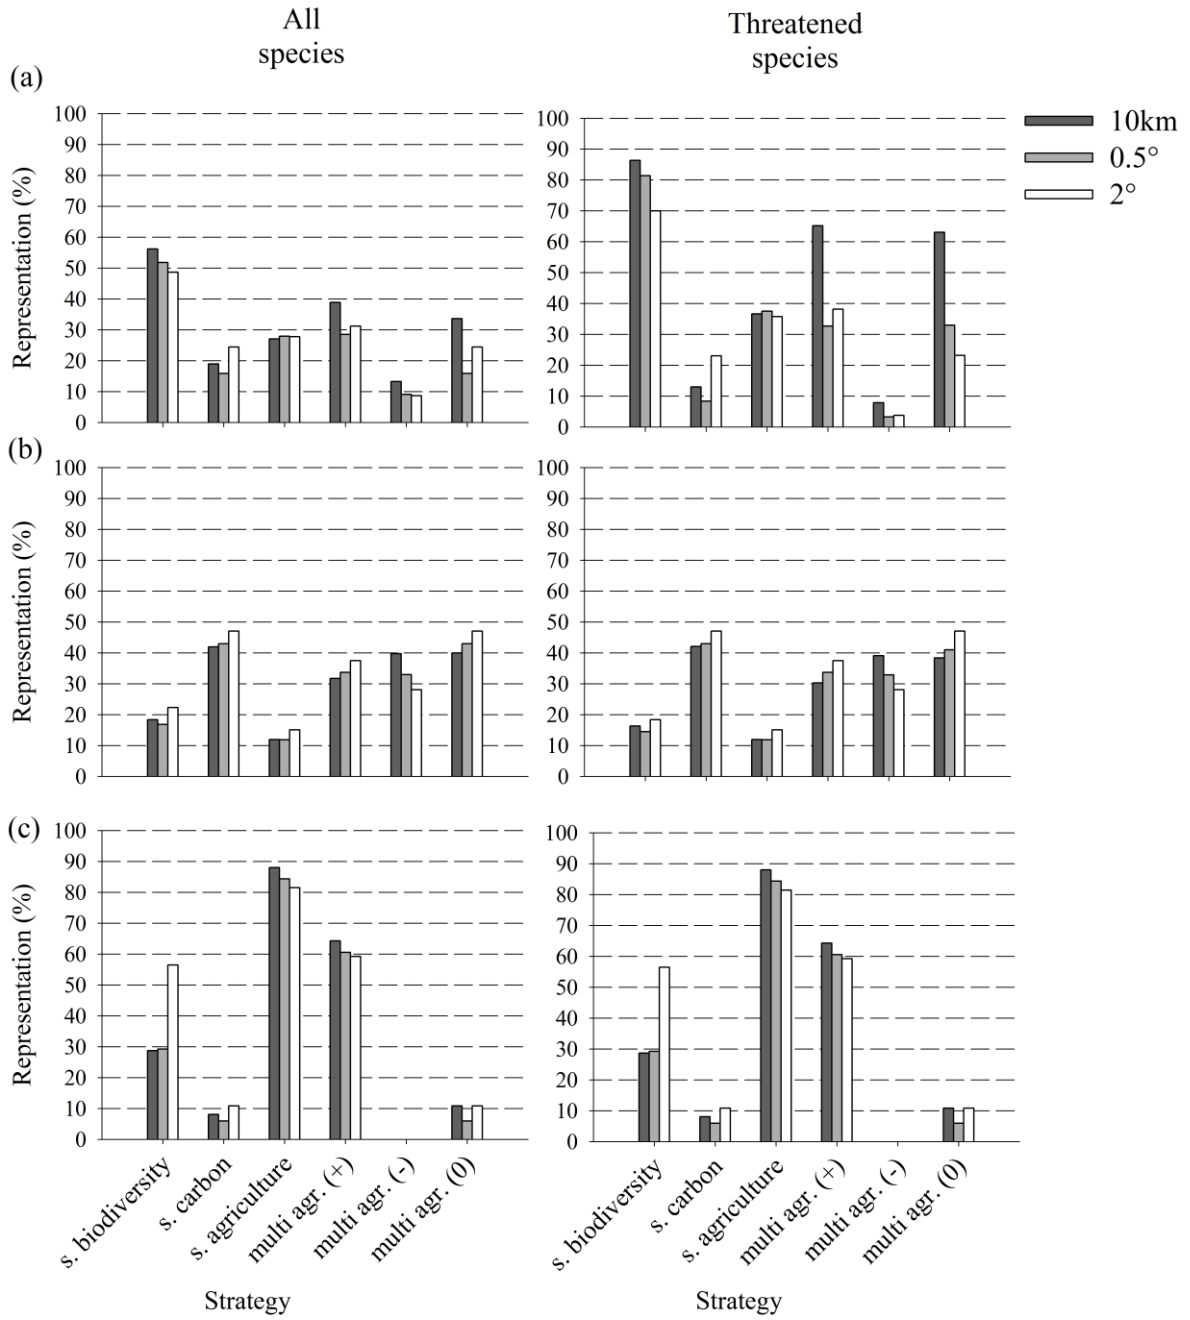 All
species
Threatened
species
(a)
Representation (%)
100
90
80
70
60
50
40
30
20
10
0
100
90
80
70
60
50
40
30
20
10
0
10km
0.5°
2°
(b)
Representation (%)
100
90
80
70
60
50
40
30
20
10
0
100
90
80
70
60
50
40
30
20
10
0
(c)
Representation (%)
100
90
80
70
60
50
40
30
20
10
0
100
90
80
70
60
50
40
30
20
10
0
s. biodiversity
s. carbon
s. agriculture
multi agr. (+)
multi agr. (-)
multi agr. (0)
Strategy
s. biodiversity
s. carbon
s. agriculture
multi agr. (+)
multi agr. (-)
multi agr. (0)
Strategy